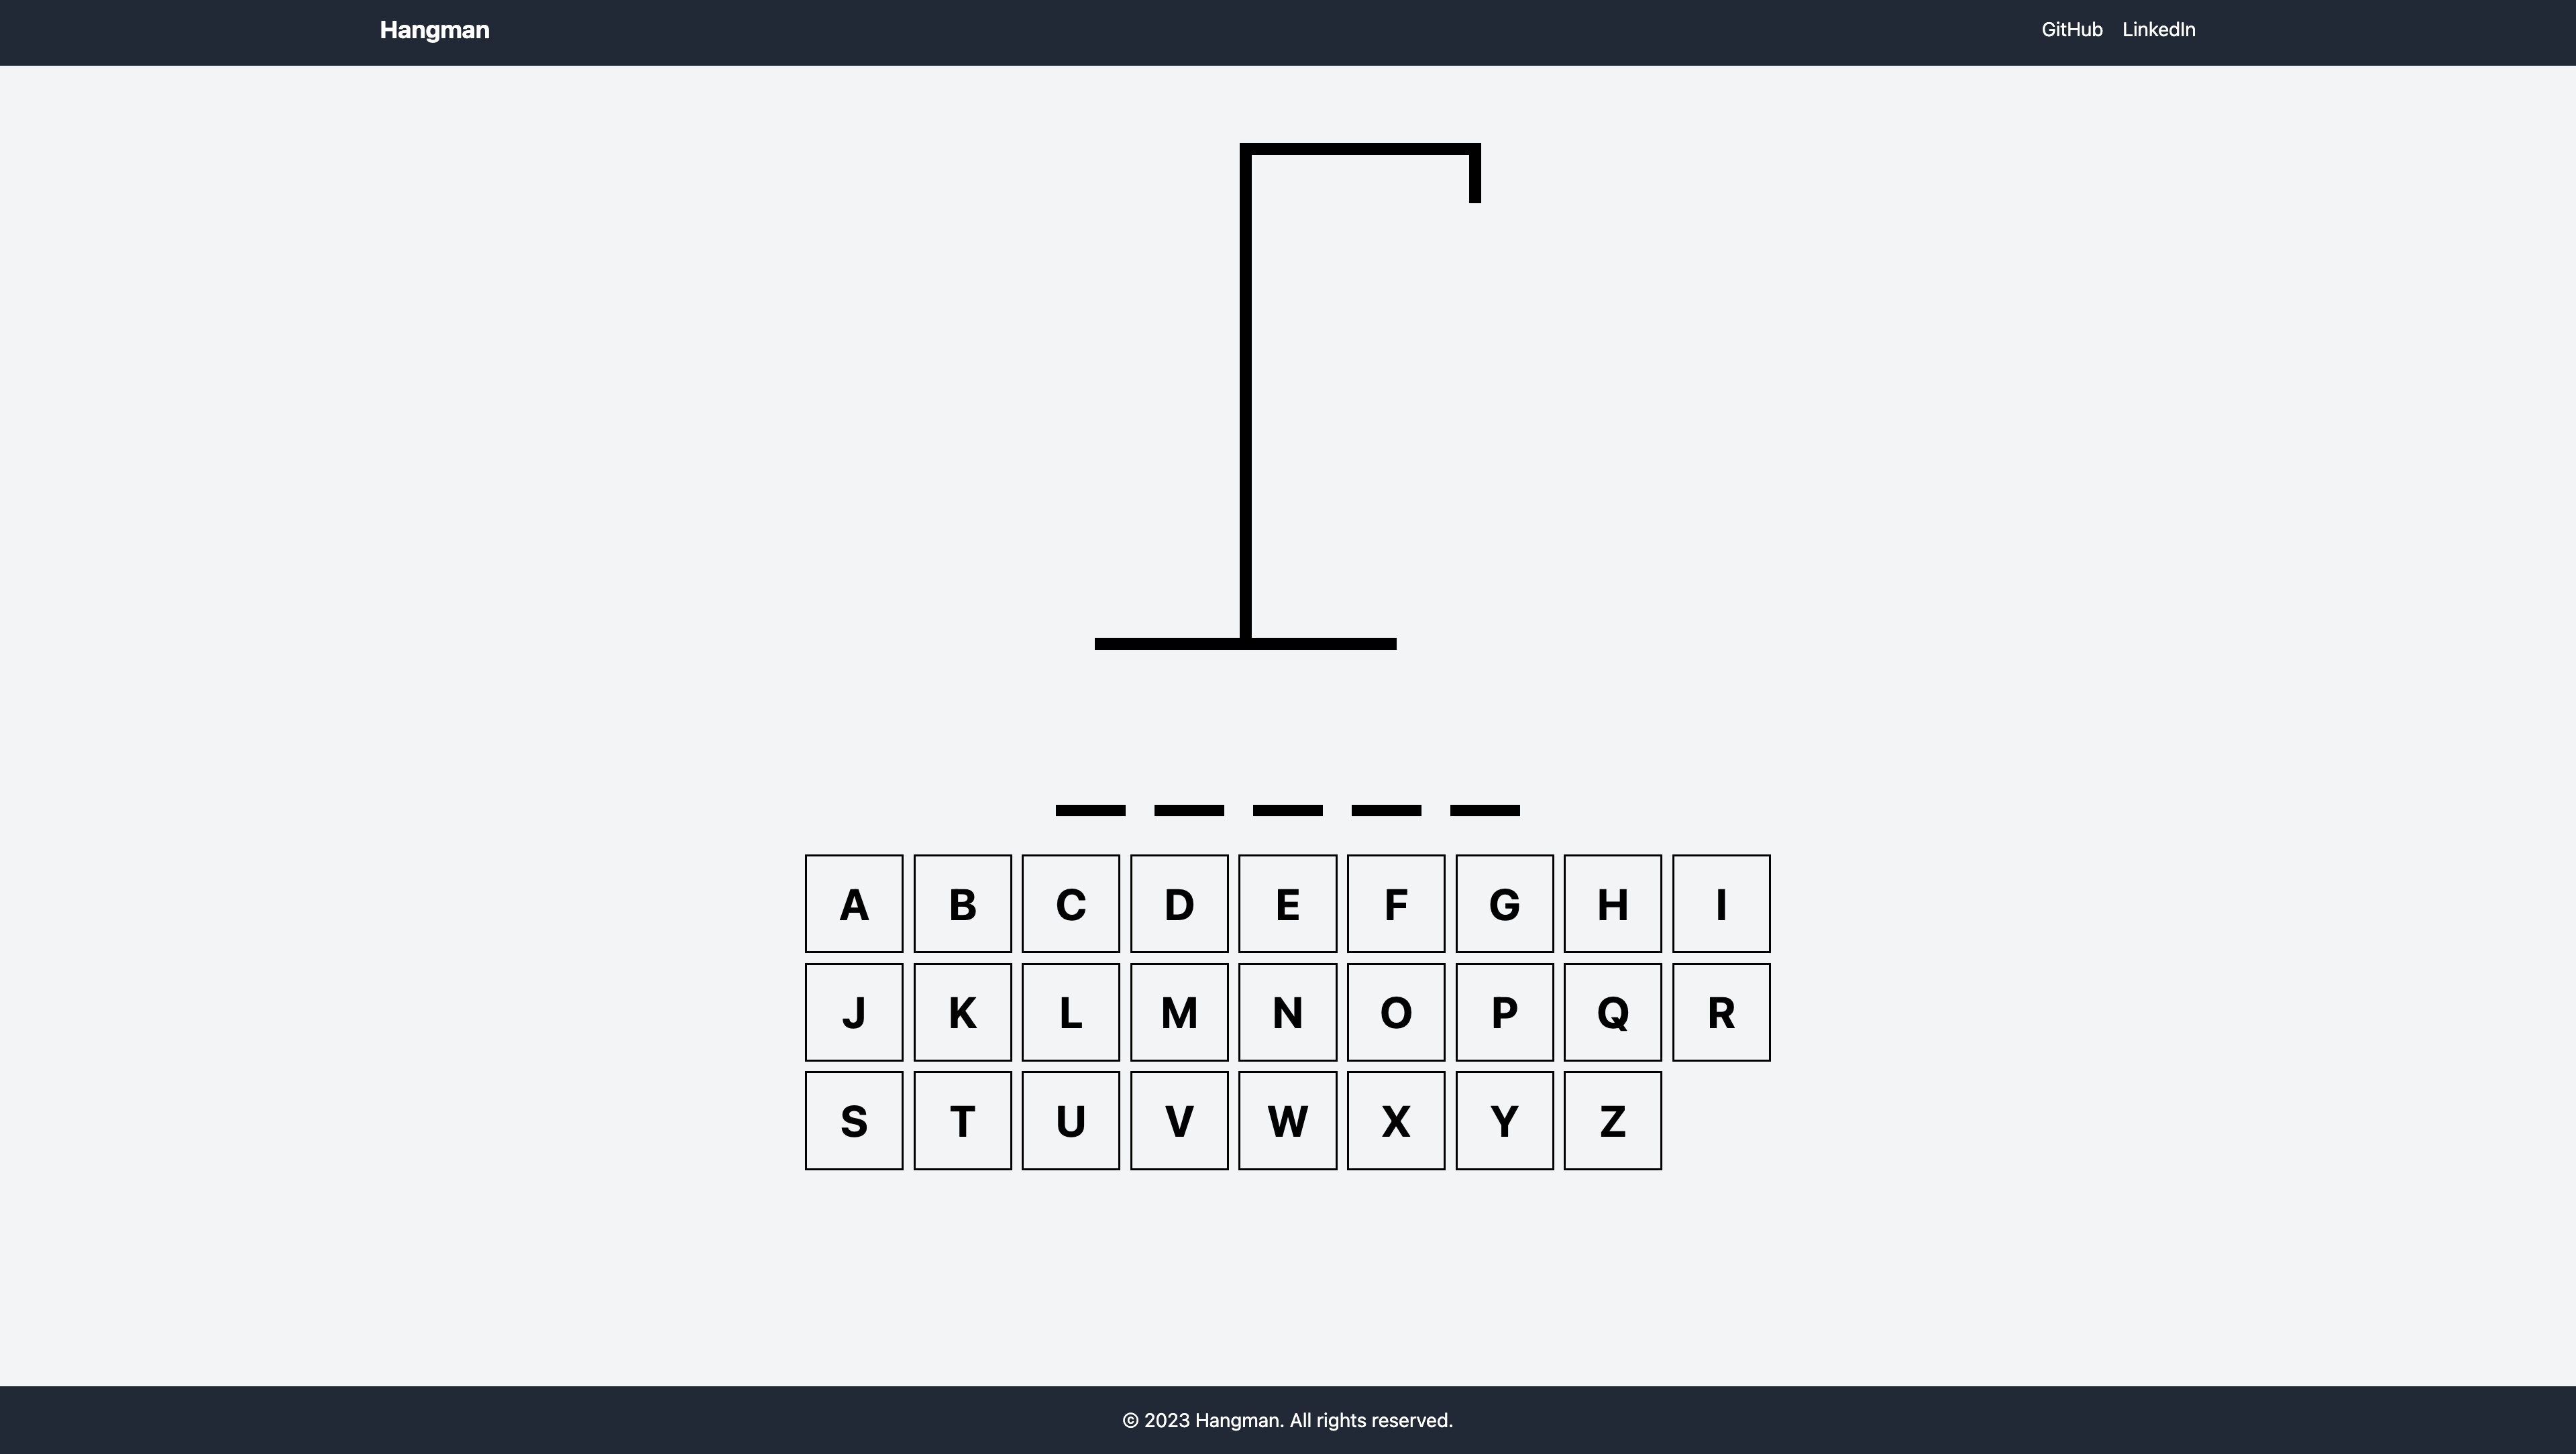 Hangman GitHub LinkedIn
A B C D E F G H I
J K L M N O P Q R
S T U V W X Y Z
© 2023 Hangman. All rights reserved.